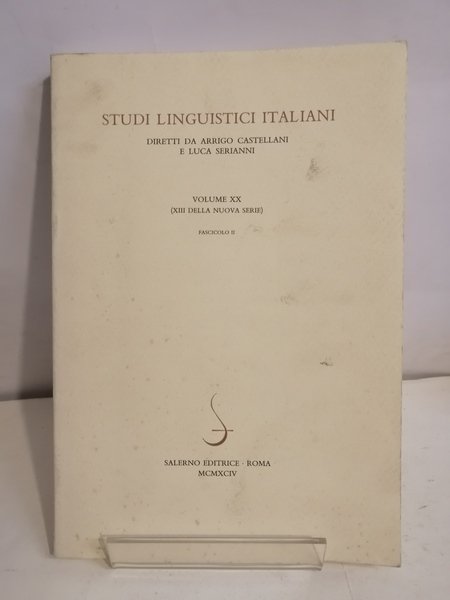 STUDI LINGUISTICI ITALIANI
DIRETTI DA ARRIGO CASTELLANI
E LUCA SERIANNI
VOLUME XX
(XIII DELLA NUOVA SERIE)
FASCICOLO II
SALERNO EDITRICE · ROMA
MCMXCIV